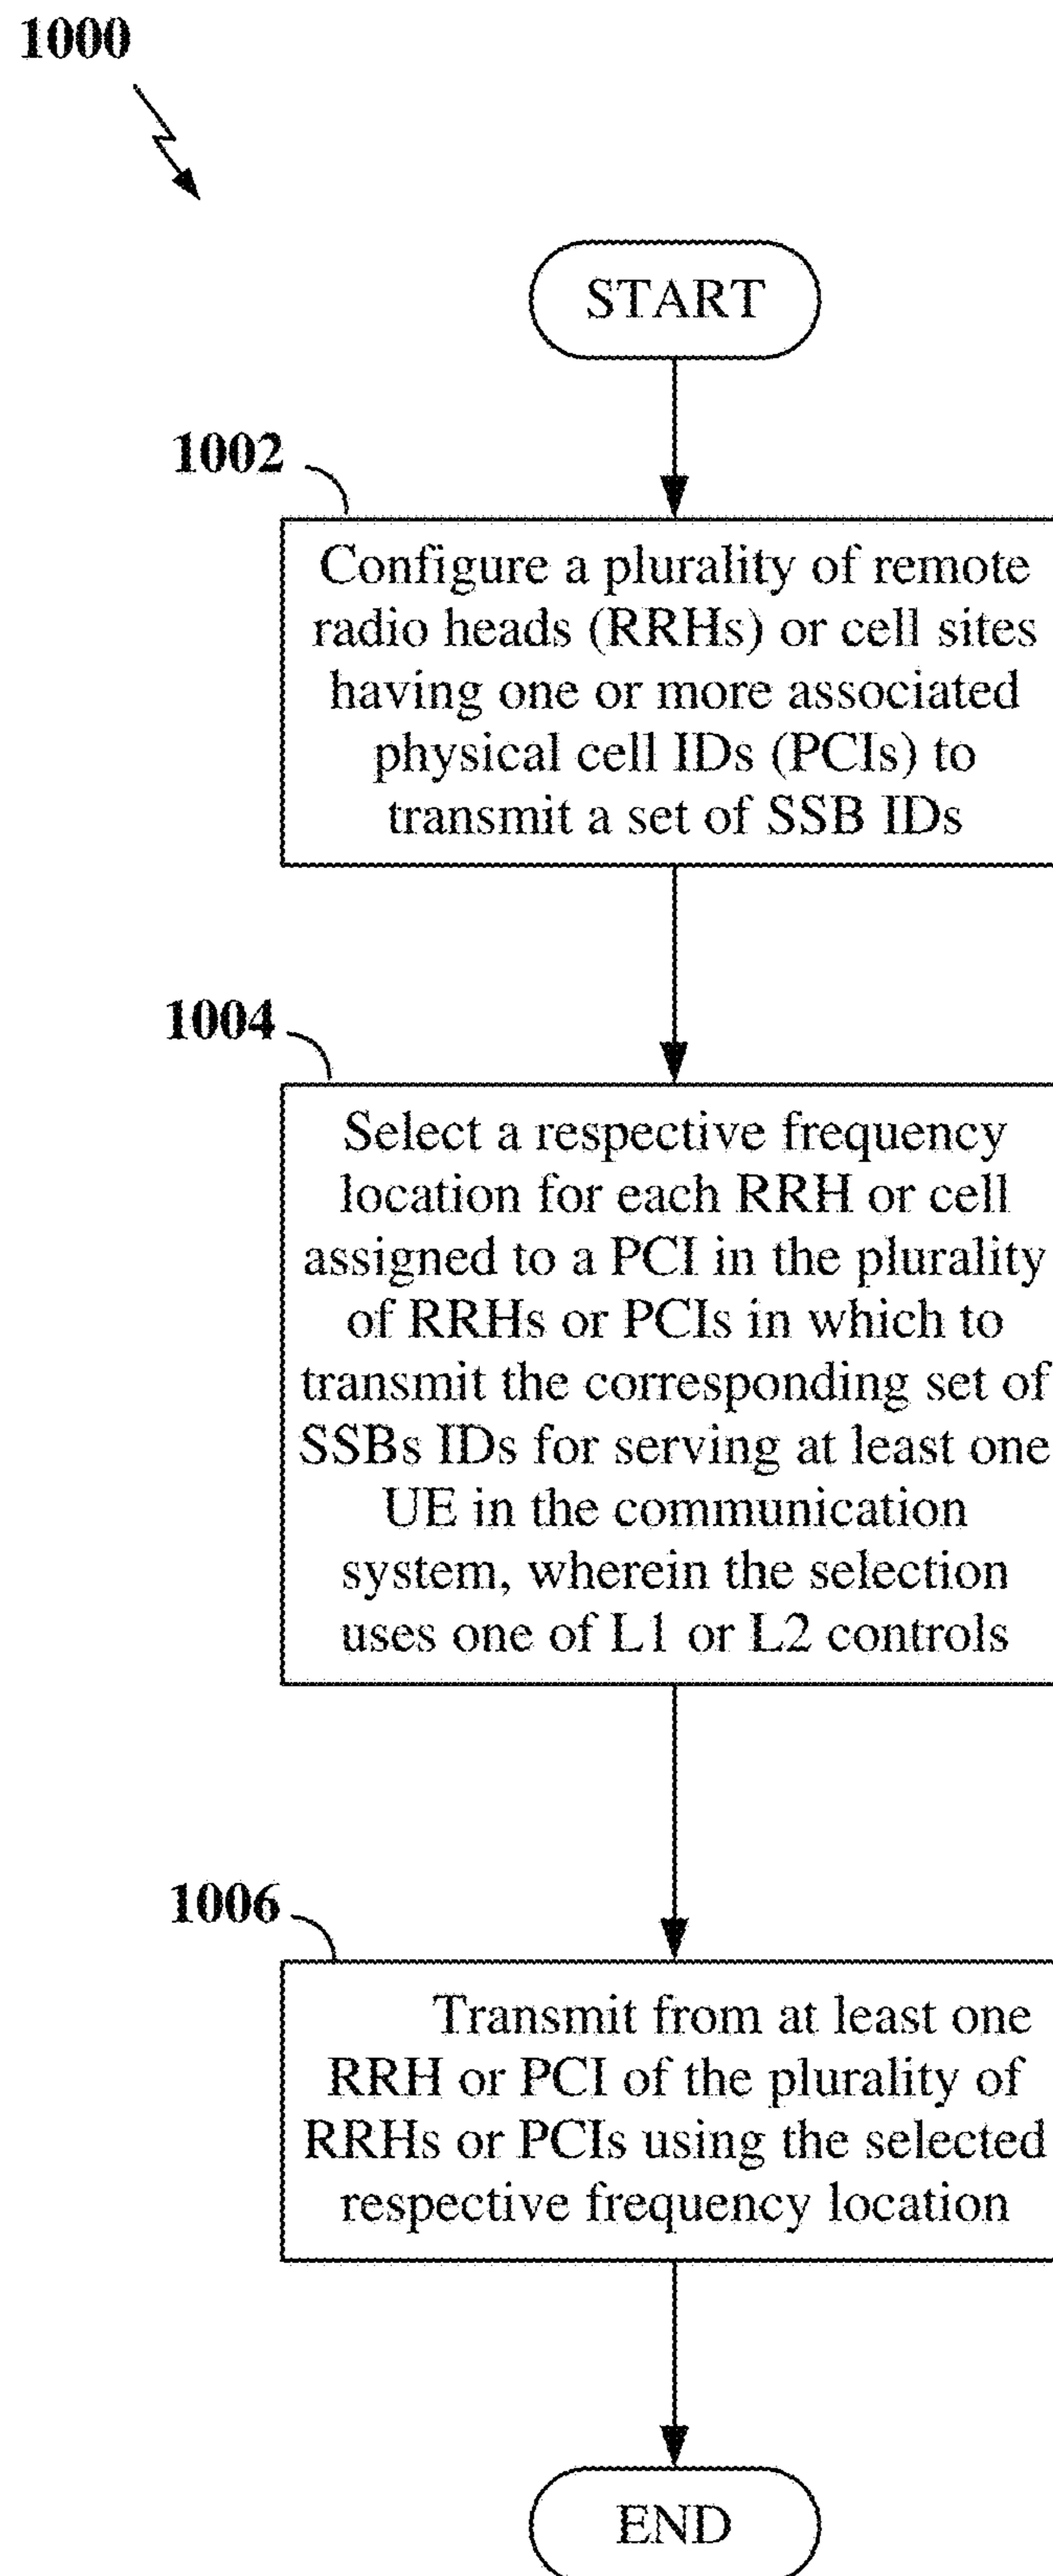 1000
START
1002
Configure a plurality of remote
radio heads (RRHs) or cell sites
having one or more associated
physical cell IDs (PCIs) to
transmit a set of SSB IDs
1004
Select a respective frequency
location for each RRH or cell
assigned to a PCI in the plurality
of RRHs or PCIs in which to
transmit the corresponding set of
SSBs IDs for serving at least one
UE in the communication
system, wherein the selection
uses one of L1 or L2 controls
1006
Transmit from at least one
RRH or PCI of the plurality of
RRHs or PCIs using the selected
respective frequency location
END